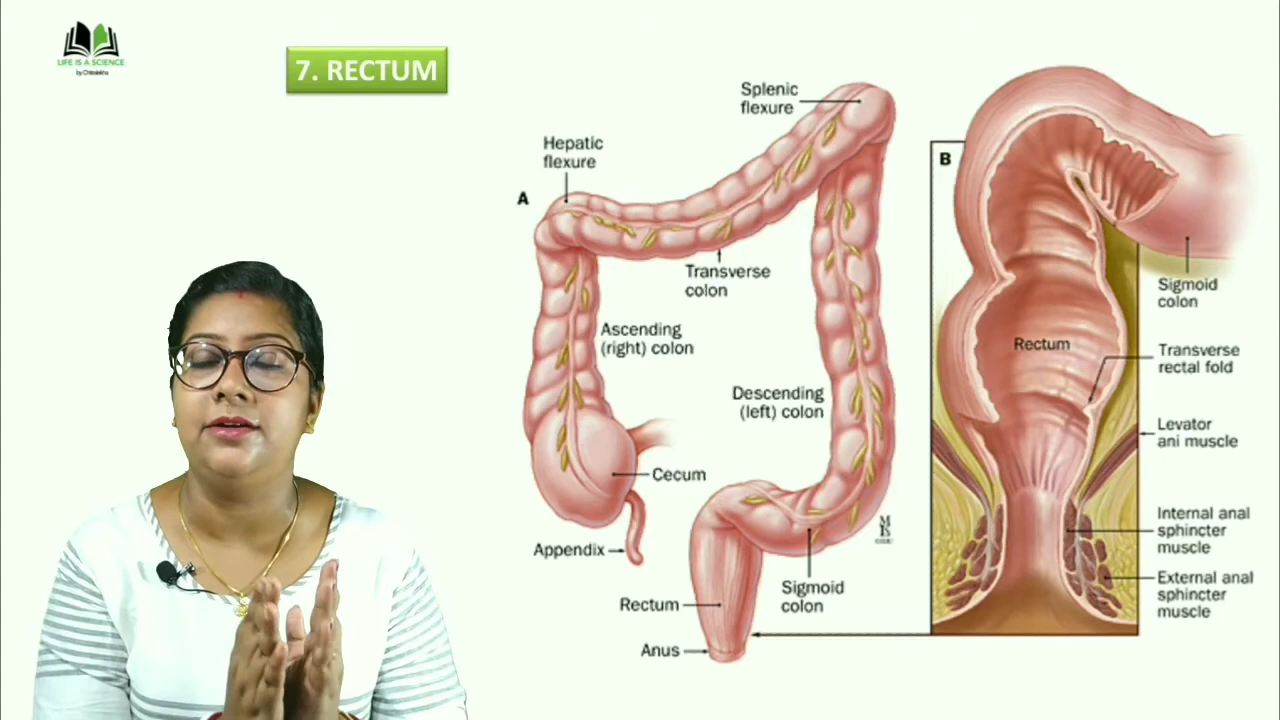 LIFE IS A SCIENCE
by Chitralekha
7. RECTUM
A
Hepatic
flexure
Splenic
flexure
Transverse
colon
Ascending
(right) colon
Descending
(left) colon
Cecum
Appendix
Sigmoid
colon
Rectum
Anus
B
Sigmoid
colon
Rectum
Transverse
rectal fold
Levator
ani muscle
Internal anal
sphincter
muscle
External anal
sphincter
muscle